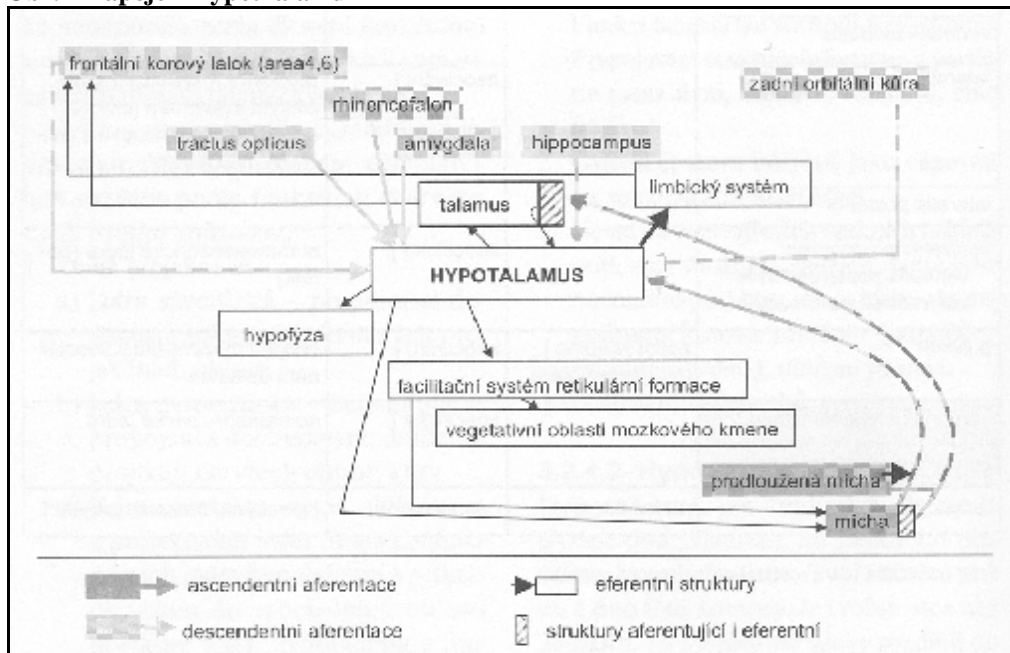 frontální korový lalok (area4,6)
rhinencefalon
zadní orbitální kůra
tractus opticus
amygdala
hippocampus
talamus
limbický systém
HYPOTALAMUS
hypofýza
facilitační systém retikulární formace
vegetativní oblasti mozkového kmene
prodloužená mícha
mícha
ascendentní aferentace
eferentní struktury
descendentní aferentace
struktury aferentující i eferentní